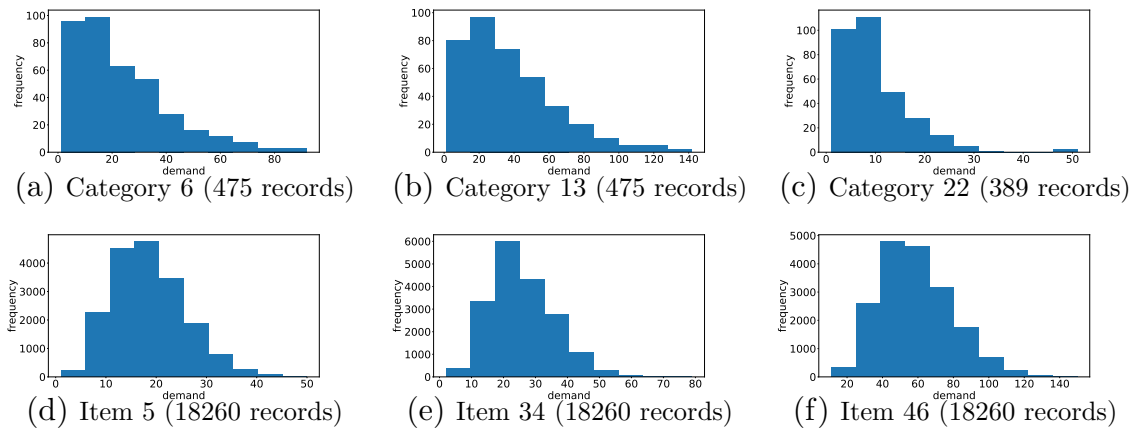 100
80
60
40
20
0
frequency
0 20 40 60 80
demand
(a) Category 6 (475 records)
100
80
60
40
20
0
frequency
0 20 40 60 80 100 120 140
demand
(b) Category 13 (475 records)
100
80
60
40
20
0
frequency
0 10 20 30 40 50
demand
(c) Category 22 (389 records)
4000
3000
2000
1000
0
frequency
0 10 20 30 40 50
demand
(d) Item 5 (18260 records)
6000
5000
4000
3000
2000
1000
0
frequency
0 10 20 30 40 50 60 70 80
demand
(e) Item 34 (18260 records)
5000
4000
3000
2000
1000
0
frequency
20 40 60 80 100 120 140
demand
(f) Item 46 (18260 records)